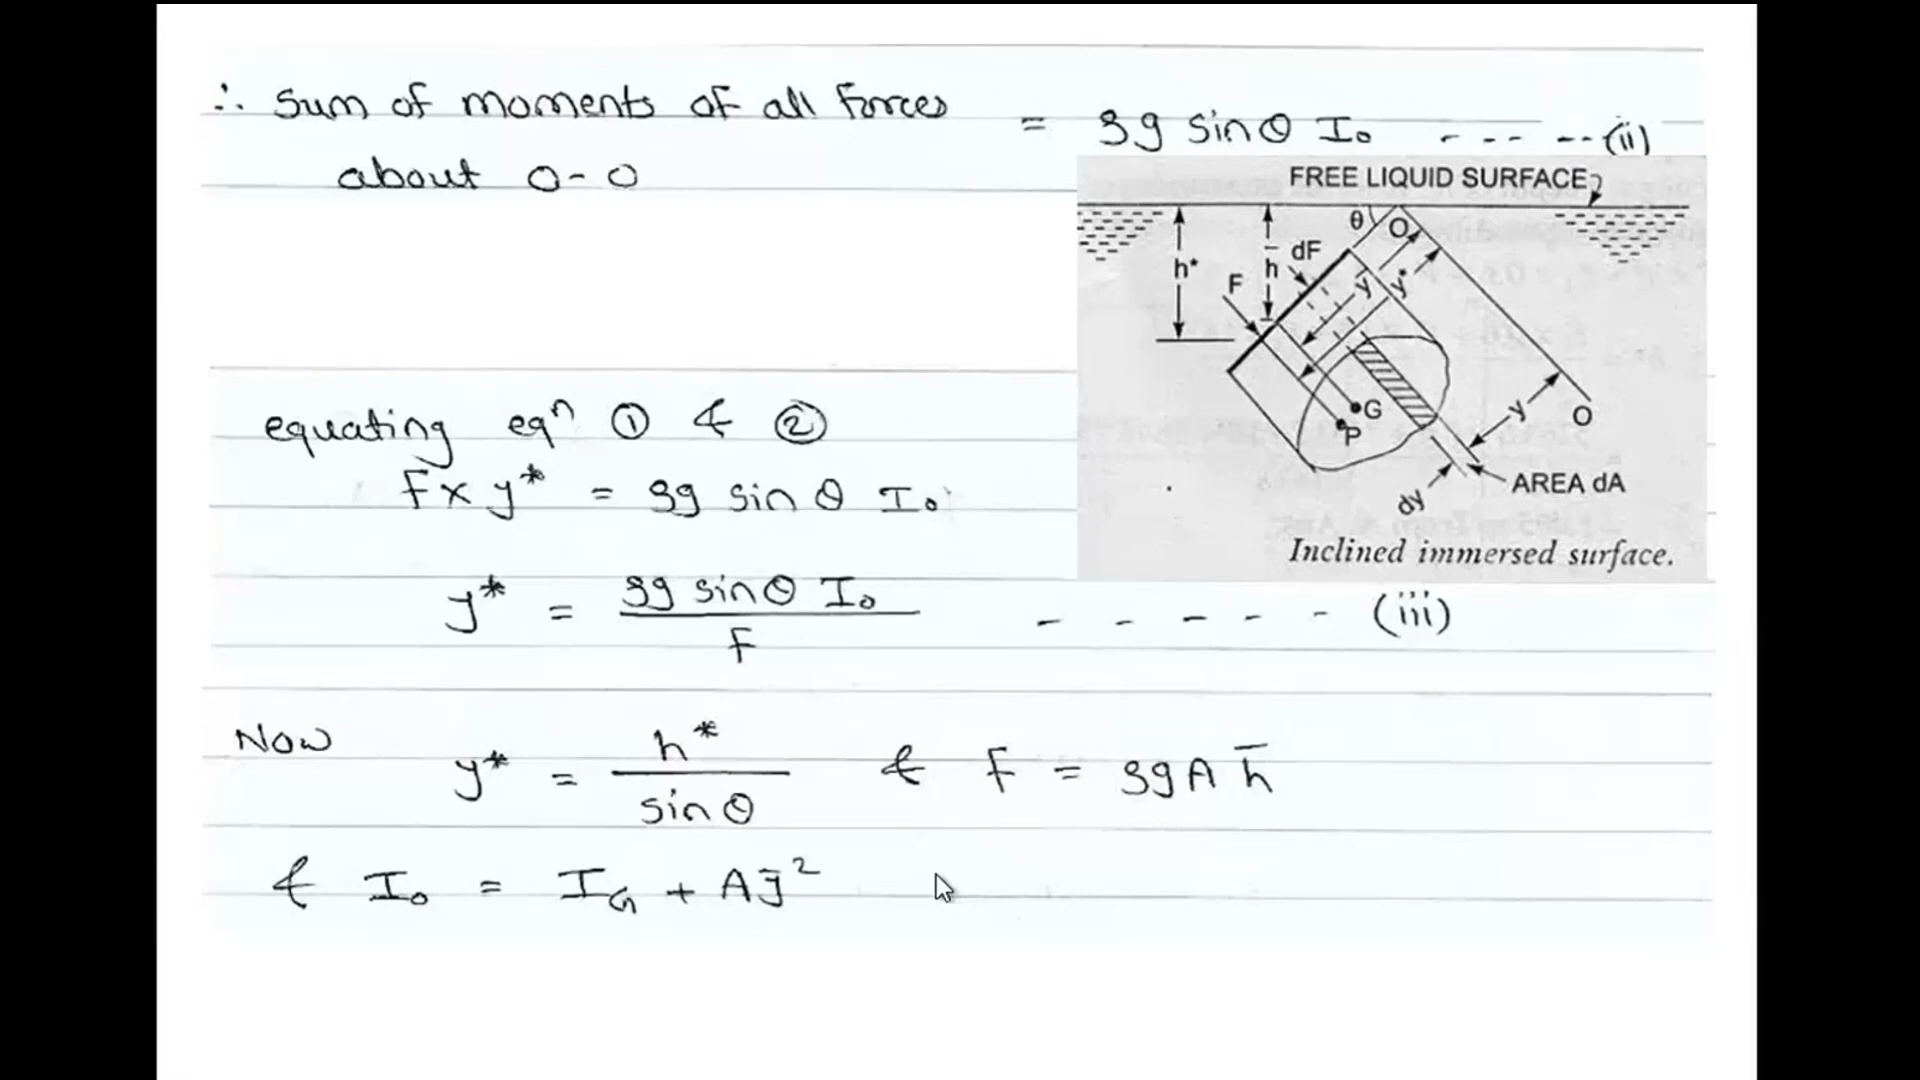 ∴ Sum of moments of all forces
about O-O = ρg sinθ I₀ - - - - -- (ii)
FREE LIQUID SURFACE
θ O
h* h dF
F y y*
G
P
y O
dy AREA dA
Inclined immersed surface.
equating eqⁿ ① & ②
F x y* = ρg sin θ I₀
y* = ρg sinθ I₀ / F - - - - - (iii)
Now y* = h* / sinθ & F = ρgA h̄
& I₀ = I_G + Aȳ²